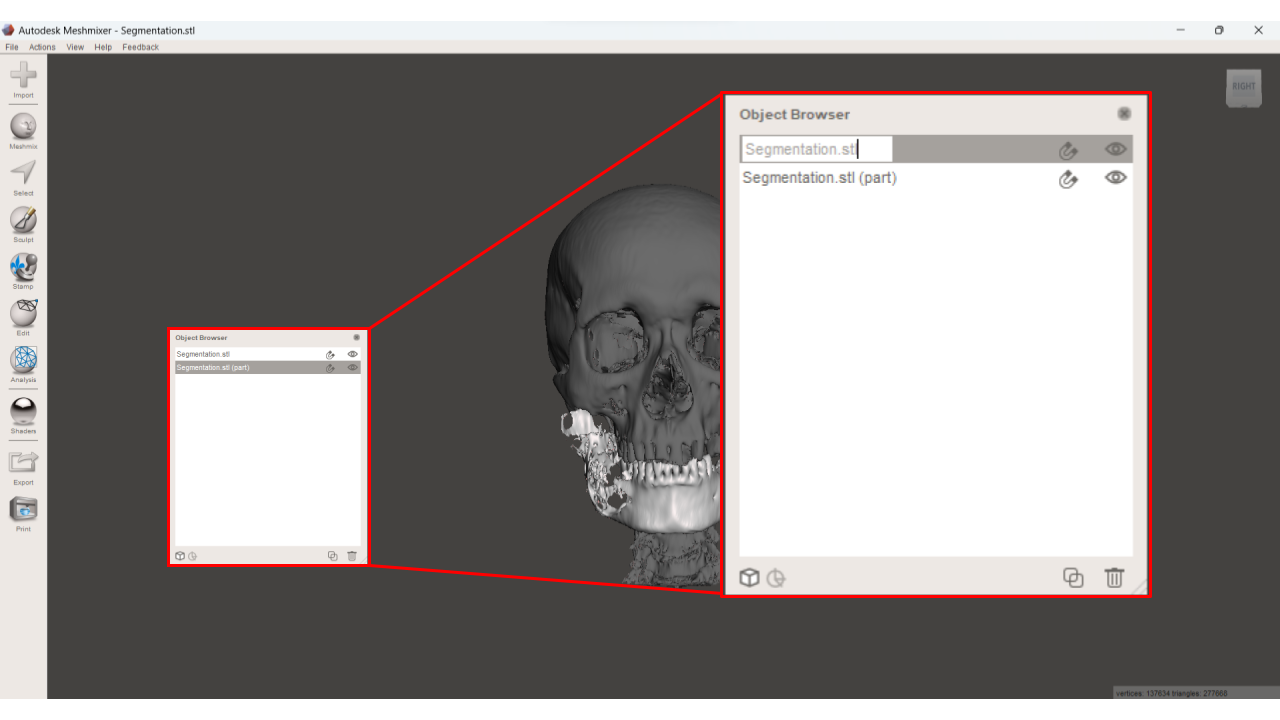 Autodesk Meshmixer - Segmentation.stl
File Actions View Help Feedback
Import
Meshmix
Select
Sculpt
Stamp
Edit
Analysis
Shaders
Export
Print
Object Browser
Segmentation.stl
Segmentation.stl (part)
Object Browser
Segmentation.stl
Segmentation.stl (part)
RIGHT
vertices: 137634 triangles: 277668